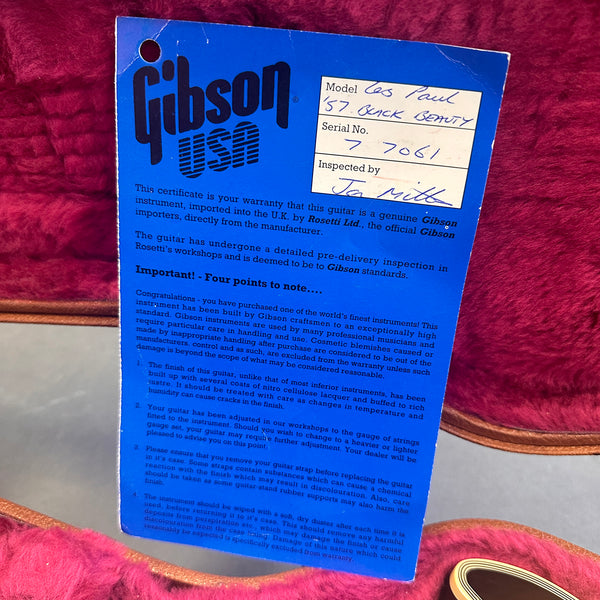 Gibson
USA
Model Les Paul
'57 BLACK BEAUTY
Serial No.
7 7061
Inspected by
This certificate is your warranty that this guitar is a genuine Gibson
instrument, imported into the U.K. by Rosetti Ltd., the official Gibson
importers, directly from the manufacturer.
The guitar has undergone a detailed pre-delivery inspection in
Rosetti's workshops and is deemed to be to Gibson standards.
Important! - Four points to note....
Congratulations - you have purchased one of the world's finest instruments! This
instrument has been built by Gibson craftsmen to an exceptionally high
standard. Gibson instruments are used by many professional musicians and
require particular care in handling and use. Cosmetic blemishes caused or
made by inappropriate handling after purchase are considered to be out of the
manufacturers, control and as such, are excluded from the warranty unless such
damage is beyond the scope of what may be considered reasonable.
1. The finish of this guitar, unlike that of most inferior instruments, has been
built up with several coats of nitro cellulose lacquer and buffed to rich
lustre. It should be treated with care as changes in temperature and
humidity can cause cracks in the finish.
2. Your guitar has been adjusted in our workshops to the gauge of strings
fitted to the instrument. Should you wish to change to a heavier or lighter
gauge set, your guitar may require further adjustment. Your dealer will be
pleased to advise you on this point.
3. Please ensure that you remove your guitar strap before replacing the guitar
in it's case. Some straps contain substances which can cause a chemical
reaction with the finish which may result in discolouration. Also, care
should be taken as some guitar stand rubber supports may also harm the
finish.
4. The instrument should be wiped with a soft, dry duster after each time it is
used, before returning it to it's case. This should remove any harmful
deposits from perspiration etc., which may damage the finish or cause
discolouration from the case lining. Damage of this nature which could
reasonably be expected is specifically excluded from warranty.